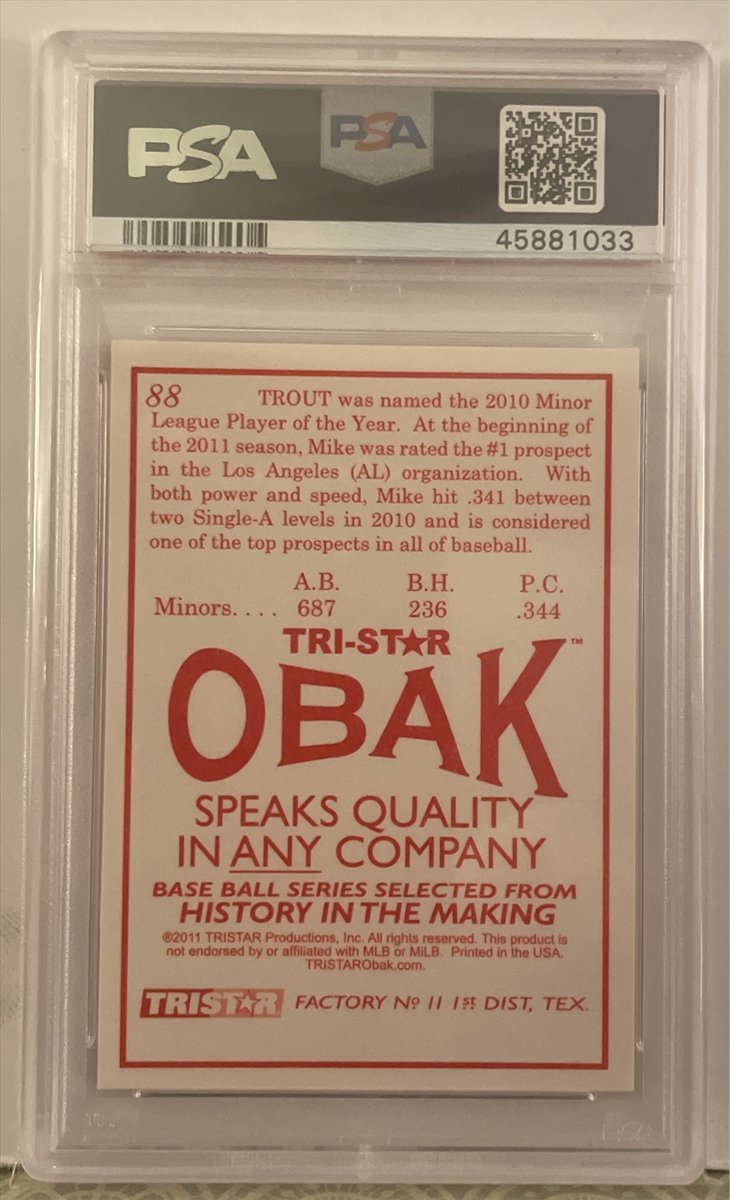 PSA
PSA
45881033
88 TROUT was named the 2010 Minor
League Player of the Year. At the beginning of
the 2011 season, Mike was rated the #1 prospect
in the Los Angeles (AL) organization. With
both power and speed, Mike hit .341 between
two Single-A levels in 2010 and is considered
one of the top prospects in all of baseball.
A.B. B.H. P.C.
Minors. . . . 687 236 .344
TRI-ST★R
OBAK™
SPEAKS QUALITY
IN ANY COMPANY
BASE BALL SERIES SELECTED FROM
HISTORY IN THE MAKING
©2011 TRISTAR Productions, Inc. All rights reserved. This product is
not endorsed by or affiliated with MLB or MiLB. Printed in the USA.
TRISTARObak.com.
TRIST★R FACTORY Nº 11 1st DIST, TEX.